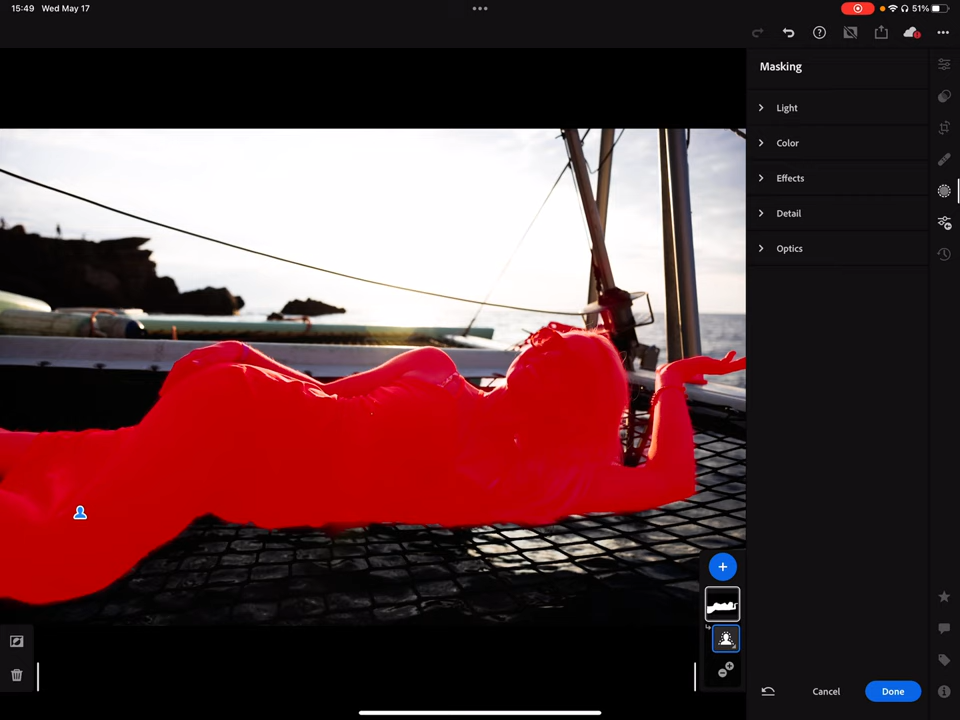 15:49 Wed May 17
51%
Masking
Light
Color
Effects
Detail
Optics
Cancel
Done